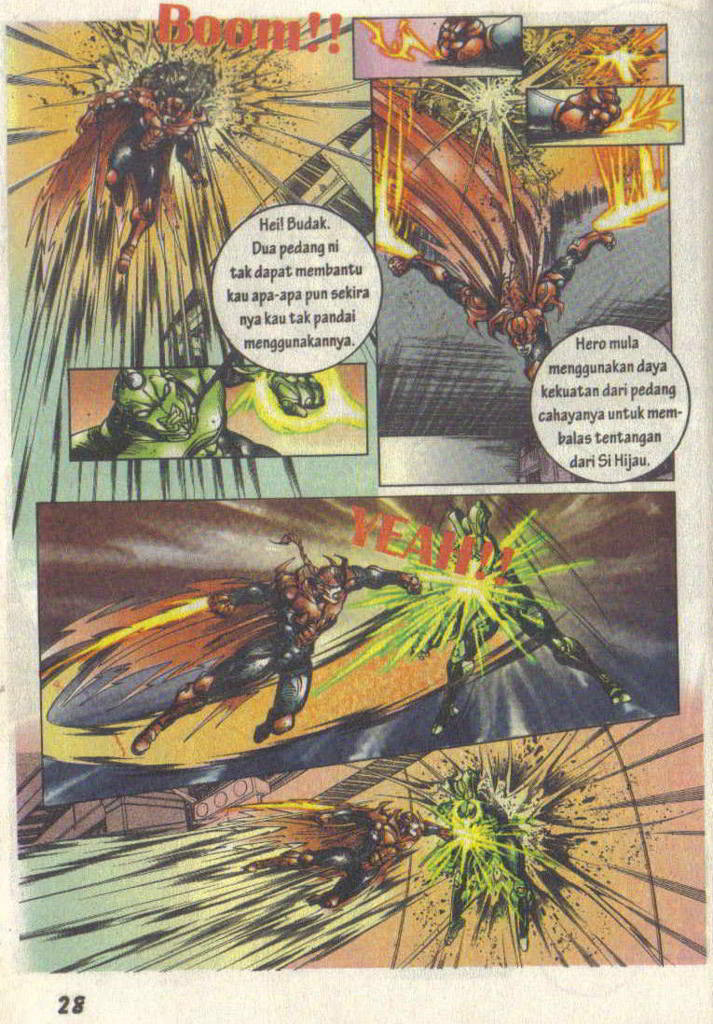 Boom!!
Hei! Budak.
Dua pedang ni
tak dapat membantu
kau apa-apa pun sekira
nya kau tak pandai
menggunakannya.
Hero mula
menggunakan daya
kekuatan dari pedang
cahayanya untuk mem-
balas tentangan
dari Si Hijau.
YEAH!!
28